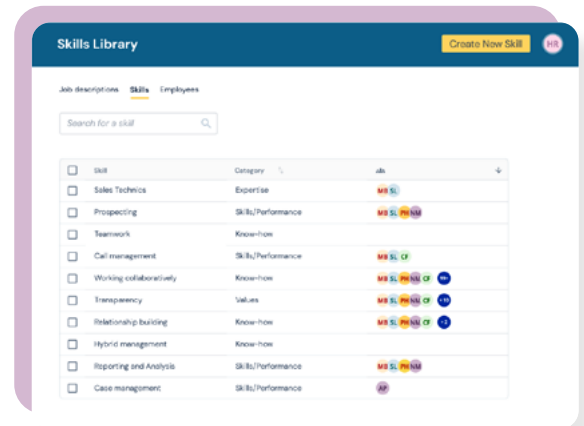 Skills Library
Create New Skill
HR
Job descriptions Skills Employees
Search for a skill
Skill Category
Sales Technics Expertise MB SL
Prospecting Skills/Performance MB SL PH NM
Teamwork Know-how
Call management Skills/Performance MB SL CF
Working collaboratively Know-how MB SL PH NM CF
Transparency Values MB SL PH NM CF +10
Relationship building Know-how MB SL PH NM CF +2
Hybrid management Know-how
Reporting and Analysis Skills/Performance MB SL PH NM
Case management Skills/Performance AP